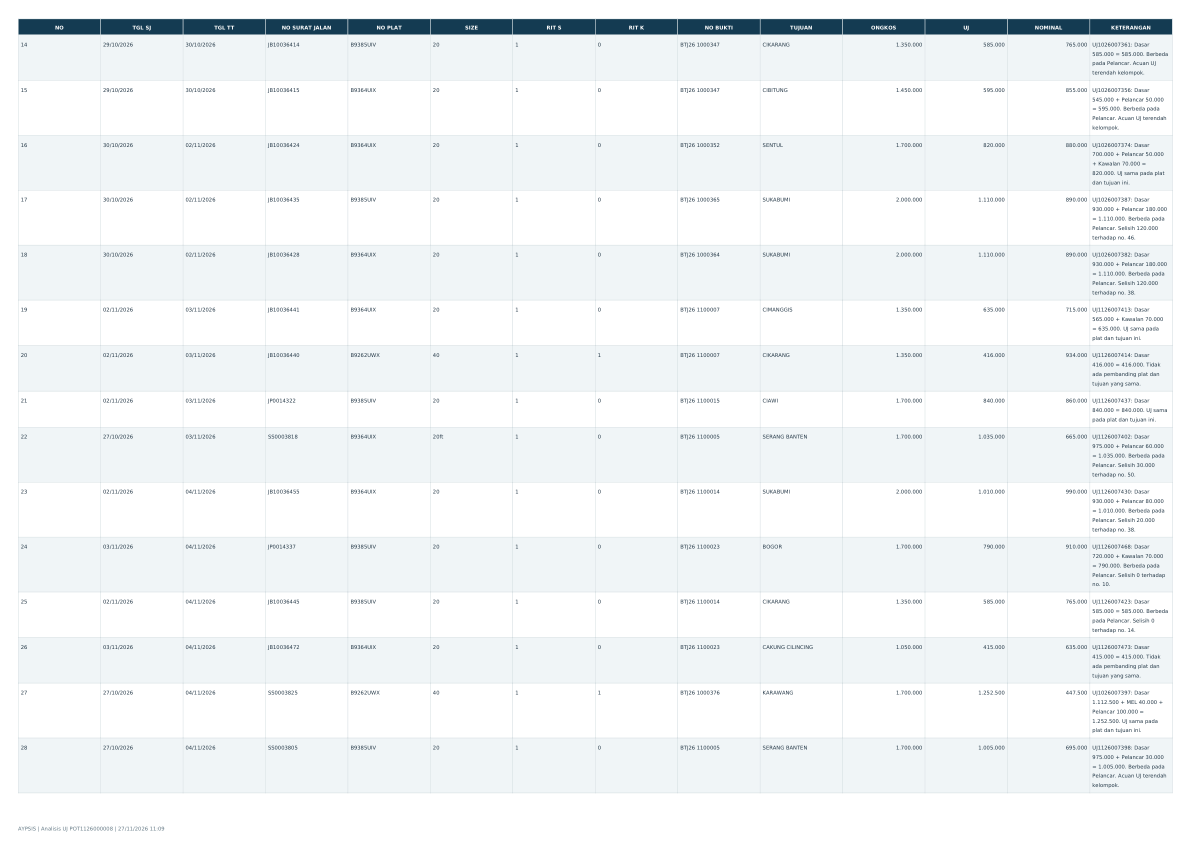 NO TGL SJ TGL TT NO SURAT JALAN NO PLAT SIZE RIT S RIT K NO BUKTI TUJUAN ONGKOS UJ NOMINAL KETERANGAN
14 29/10/2026 30/10/2026 JB10036414 B9385UIV 20 1 0 BTJ26 1000347 CIKARANG 1.350.000 585.000 765.000 UJ1026007361: Dasar
585.000 = 585.000. Berbeda
pada Pelancar. Acuan UJ
terendah kelompok.
15 29/10/2026 30/10/2026 JB10036415 B9364UIX 20 1 0 BTJ26 1000347 CIBITUNG 1.450.000 595.000 855.000 UJ1026007356: Dasar
545.000 + Pelancar 50.000
= 595.000. Berbeda pada
Pelancar. Acuan UJ terendah
kelompok.
16 30/10/2026 02/11/2026 JB10036424 B9364UIX 20 1 0 BTJ26 1000352 SENTUL 1.700.000 820.000 880.000 UJ1026007374: Dasar
700.000 + Pelancar 50.000
+ Kawalan 70.000 =
820.000. UJ sama pada plat
dan tujuan ini.
17 30/10/2026 02/11/2026 JB10036435 B9385UIV 20 1 0 BTJ26 1000365 SUKABUMI 2.000.000 1.110.000 890.000 UJ1026007387: Dasar
930.000 + Pelancar 180.000
= 1.110.000. Berbeda pada
Pelancar. Selisih 120.000
terhadap no. 46.
18 30/10/2026 02/11/2026 JB10036428 B9364UIX 20 1 0 BTJ26 1000364 SUKABUMI 2.000.000 1.110.000 890.000 UJ1026007382: Dasar
930.000 + Pelancar 180.000
= 1.110.000. Berbeda pada
Pelancar. Selisih 120.000
terhadap no. 38.
19 02/11/2026 03/11/2026 JB10036441 B9364UIX 20 1 0 BTJ26 1100007 CIMANGGIS 1.350.000 635.000 715.000 UJ1126007413: Dasar
565.000 + Kawalan 70.000
= 635.000. UJ sama pada
plat dan tujuan ini.
20 02/11/2026 03/11/2026 JB10036440 B9262UWX 40 1 1 BTJ26 1100007 CIKARANG 1.350.000 416.000 934.000 UJ1126007414: Dasar
416.000 = 416.000. Tidak
ada pembanding plat dan
tujuan yang sama.
21 02/11/2026 03/11/2026 JP0014322 B9385UIV 20 1 0 BTJ26 1100015 CIAWI 1.700.000 840.000 860.000 UJ1126007437: Dasar
840.000 = 840.000. UJ sama
pada plat dan tujuan ini.
22 27/10/2026 03/11/2026 SS0003818 B9364UIX 20ft 1 0 BTJ26 1100005 SERANG BANTEN 1.700.000 1.035.000 665.000 UJ1126007402: Dasar
975.000 + Pelancar 60.000
= 1.035.000. Berbeda pada
Pelancar. Selisih 30.000
terhadap no. 50.
23 02/11/2026 04/11/2026 JB10036455 B9364UIX 20 1 0 BTJ26 1100014 SUKABUMI 2.000.000 1.010.000 990.000 UJ1126007430: Dasar
930.000 + Pelancar 80.000
= 1.010.000. Berbeda pada
Pelancar. Selisih 20.000
terhadap no. 38.
24 03/11/2026 04/11/2026 JP0014337 B9385UIV 20 1 0 BTJ26 1100023 BOGOR 1.700.000 790.000 910.000 UJ1126007468: Dasar
720.000 + Kawalan 70.000
= 790.000. Berbeda pada
Pelancar. Selisih 0 terhadap
no. 10.
25 02/11/2026 04/11/2026 JB10036445 B9385UIV 20 1 0 BTJ26 1100014 CIKARANG 1.350.000 585.000 765.000 UJ1126007423: Dasar
585.000 = 585.000. Berbeda
pada Pelancar. Selisih 0
terhadap no. 14.
26 03/11/2026 04/11/2026 JB10036472 B9364UIX 20 1 0 BTJ26 1100023 CAKUNG CILINCING 1.050.000 415.000 635.000 UJ1126007473: Dasar
415.000 = 415.000. Tidak
ada pembanding plat dan
tujuan yang sama.
27 27/10/2026 04/11/2026 SS0003825 B9262UWX 40 1 1 BTJ26 1000376 KARAWANG 1.700.000 1.252.500 447.500 UJ1026007397: Dasar
1.112.500 + MEL 40.000 +
Pelancar 100.000 =
1.252.500. UJ sama pada
plat dan tujuan ini.
28 27/10/2026 04/11/2026 SS0003805 B9385UIV 20 1 0 BTJ26 1100005 SERANG BANTEN 1.700.000 1.005.000 695.000 UJ1126007398: Dasar
975.000 + Pelancar 30.000
= 1.005.000. Berbeda pada
Pelancar. Acuan UJ terendah
kelompok.
AYPSIS | Analisis UJ POT1126000008 | 27/11/2026 11:09